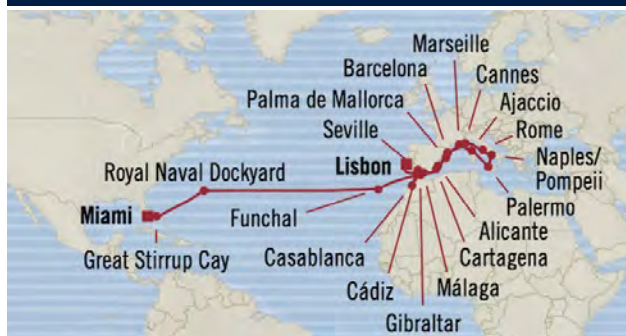 Marseille
Barcelona
Cannes
Palma de Mallorca
Ajaccio
Seville
Rome
Royal Naval Dockyard
Lisbon
Naples/
Pompeii
Miami
Funchal
Palermo
Great Stirrup Cay
Casablanca
Alicante
Cartagena
Cádiz
Málaga
Gibraltar